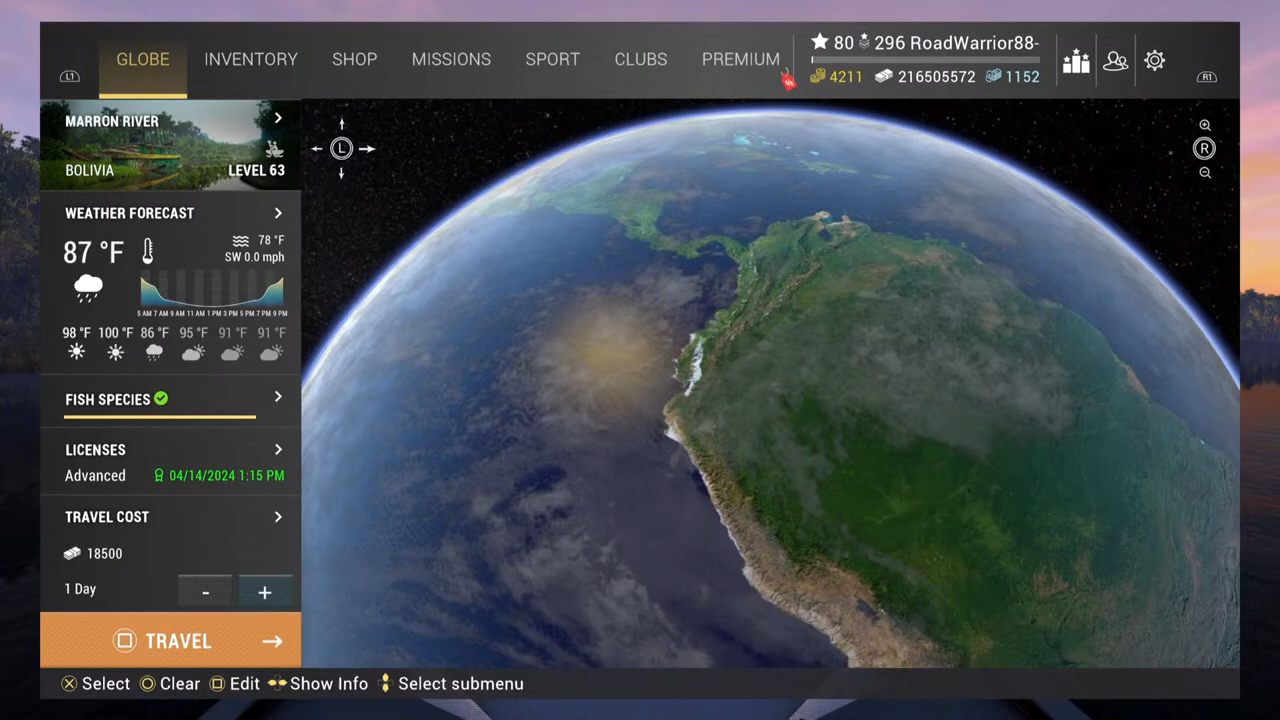 L1
GLOBE
INVENTORY
SHOP
MISSIONS
SPORT
CLUBS
PREMIUM
80 296 RoadWarrior88-
4211 216505572 1152
R1
MARRON RIVER
BOLIVIA LEVEL 63
L
R
WEATHER FORECAST
87 °F
78 °F
SW 0.0 mph
5 AM 7 AM 9 AM 11 AM 1 PM 3 PM 5 PM 7 PM 9 PM
98 °F 100 °F 86 °F 95 °F 91 °F 91 °F
FISH SPECIES
LICENSES
Advanced 04/14/2024 1:15 PM
TRAVEL COST
18500
1 Day - +
TRAVEL
Select Clear Edit Show Info Select submenu